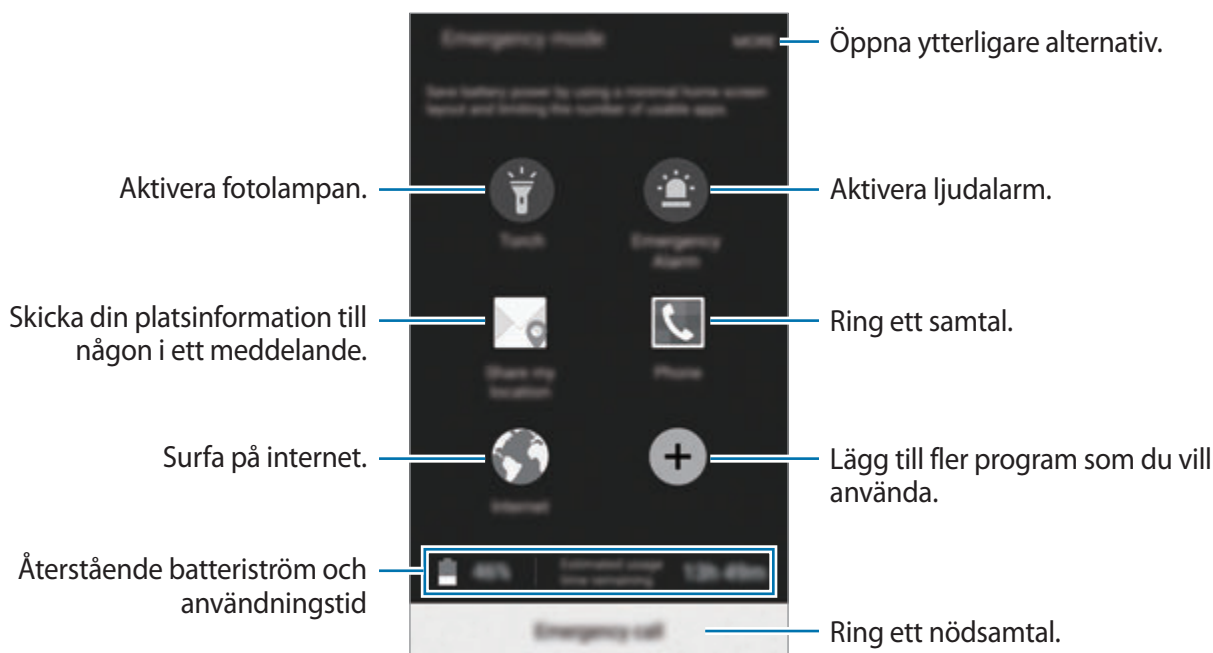 Emergency mode
MORE
Öppna ytterligare alternativ.
Save battery power by using a minimal home screen
layout and limiting the number of usable apps.
Aktivera fotolampan.
Aktivera ljudalarm.
Torch
Emergency
Alarm
Skicka din platsinformation till
någon i ett meddelande.
Ring ett samtal.
Share my
location
Phone
Surfa på internet.
Lägg till fler program som du vill
använda.
Internet
Återstående batteriström och
användningstid
46%
Estimated usage
time remaining
13h 49m
Emergency call
Ring ett nödsamtal.